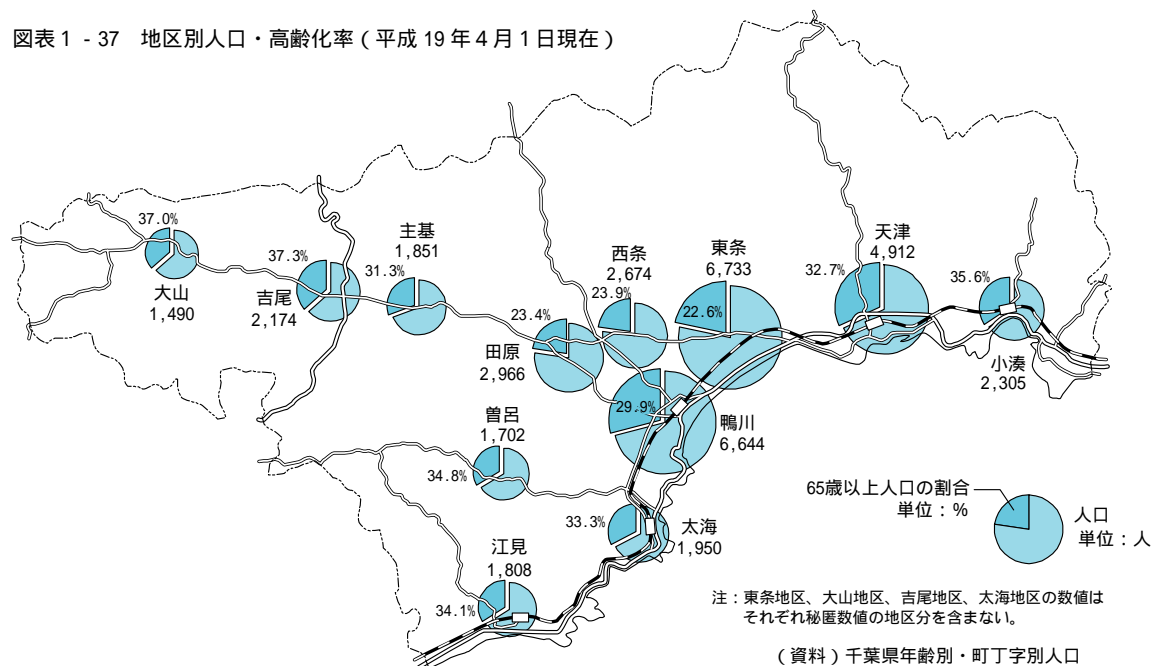 図表1-37 地区別人口・高齢化率(平成19年4月1日現在)
37.0%
大山
1,490
37.3%
吉尾
2,174
主基
1,851
31.3%
西条
2,674
23.9%
東条
6,733
22.6%
天津
4,912
32.7%
35.6%
小湊
2,305
23.4%
田原
2,966
29.9%
鴨川
6,644
曽呂
1,702
34.8%
33.3%
太海
1,950
江見
1,808
34.1%
65歳以上人口の割合
単位:%
人口
単位:人
注:東条地区、大山地区、吉尾地区、太海地区の数値は
それぞれ秘匿数値の地区分を含まない。
(資料)千葉県年齢別・町丁字別人口